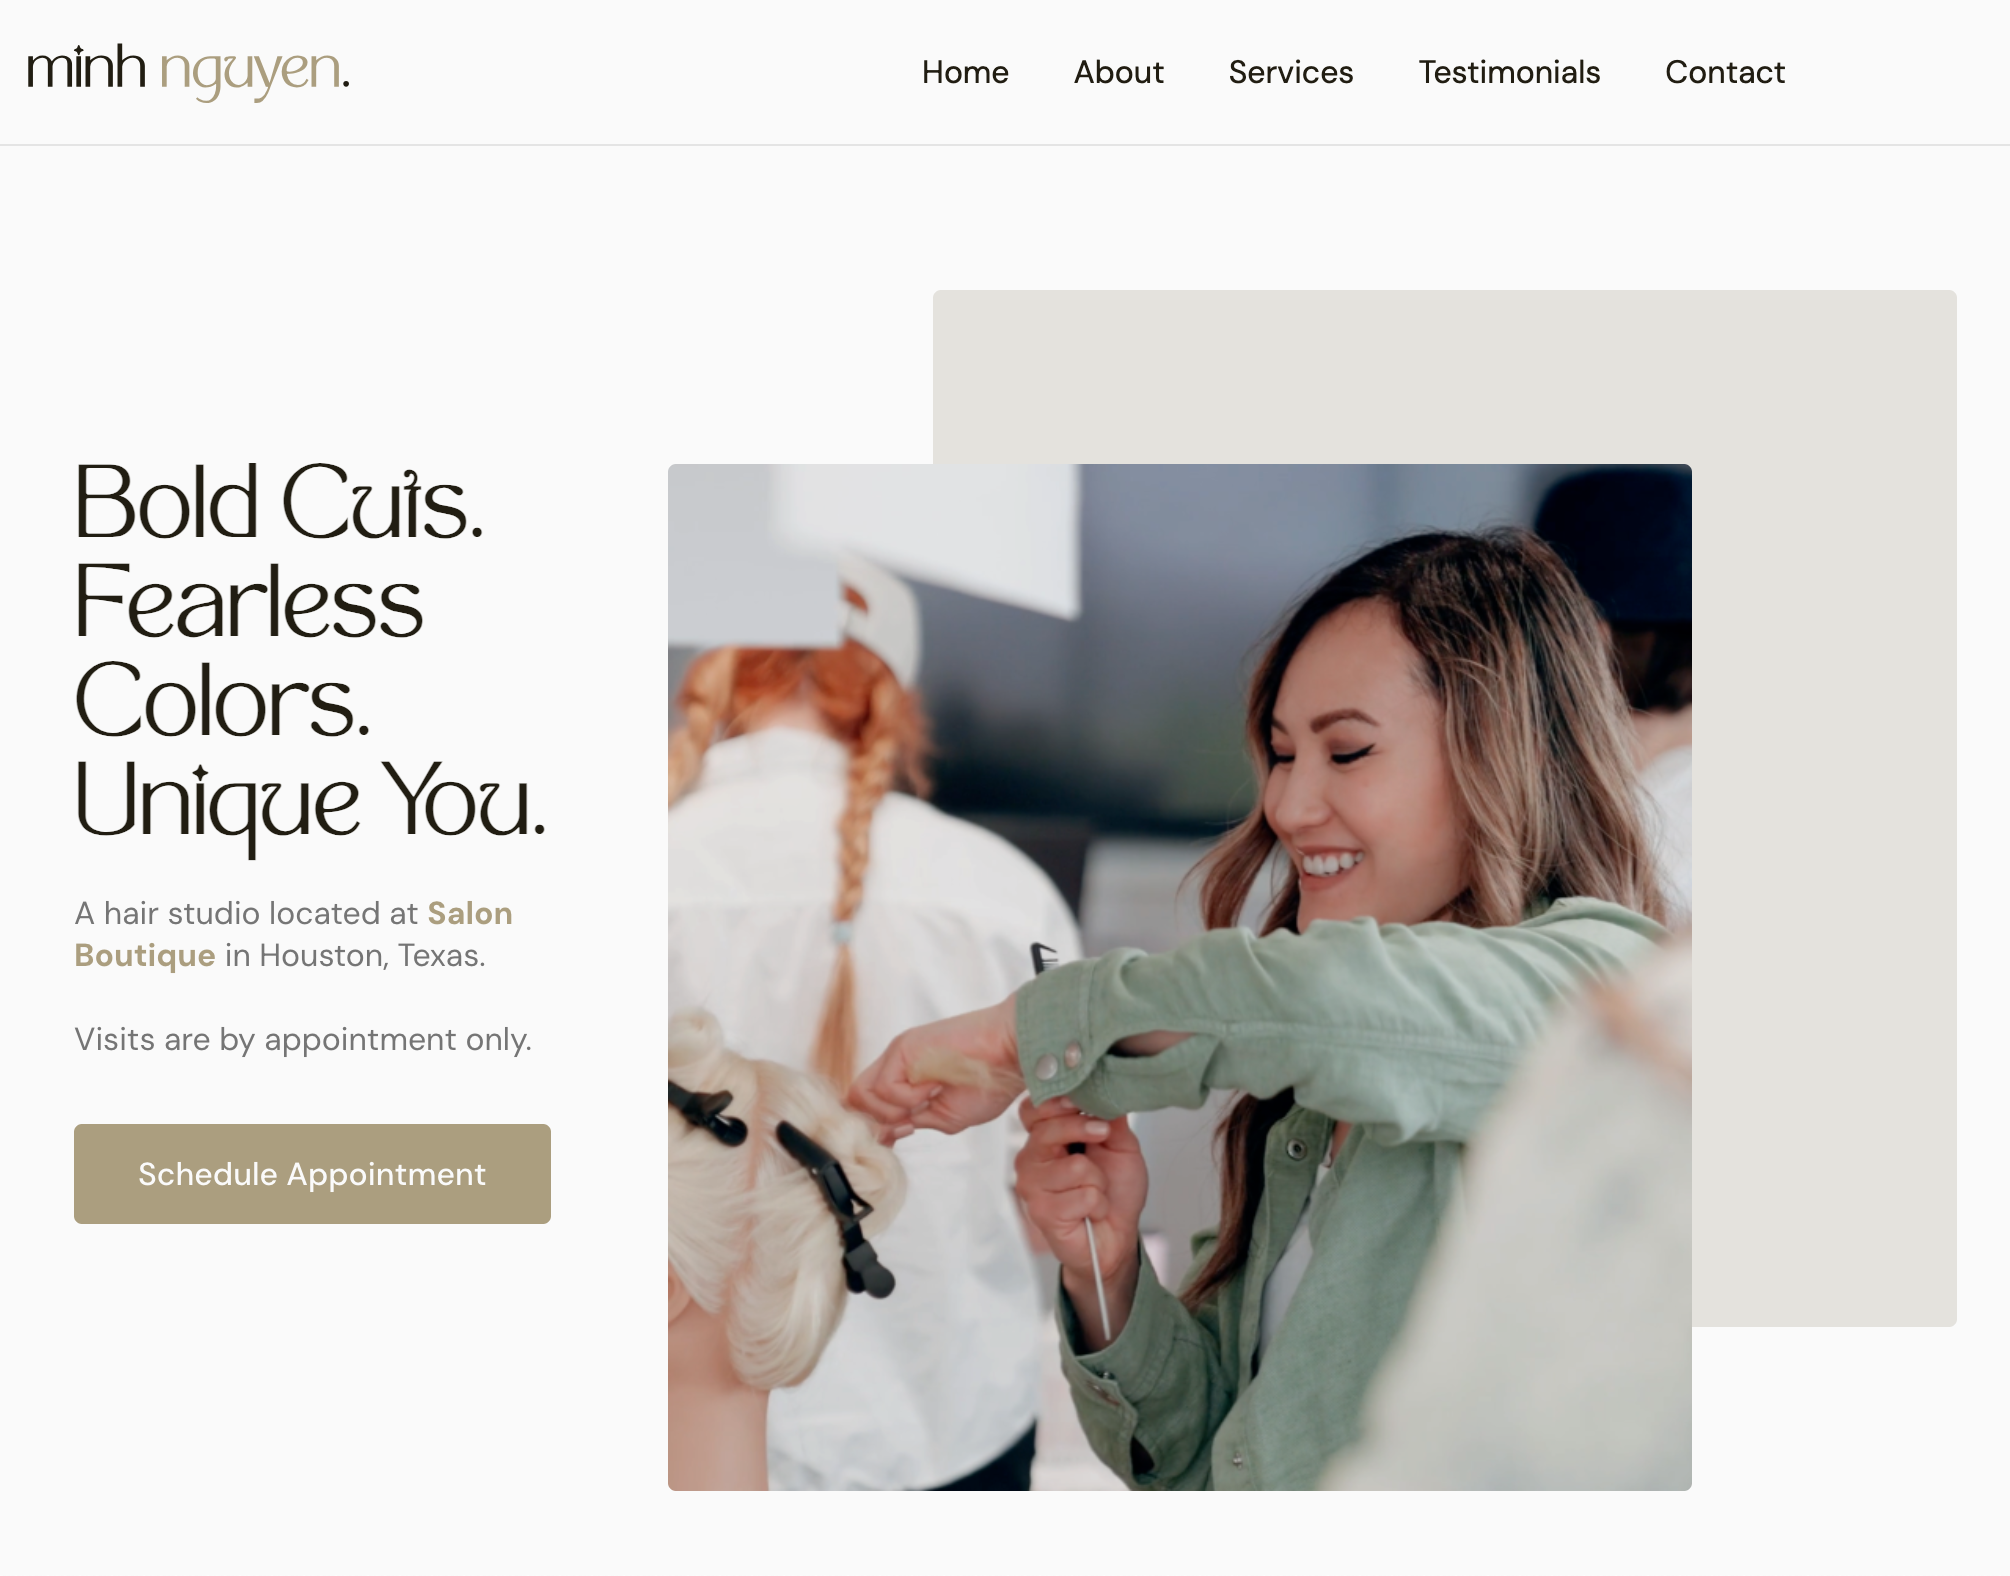 minh nguyen.
Home About Services Testimonials Contact
Bold Cuts.
Fearless
Colors.
Unique You.
A hair studio located at Salon
Boutique in Houston, Texas.
Visits are by appointment only.
Schedule Appointment